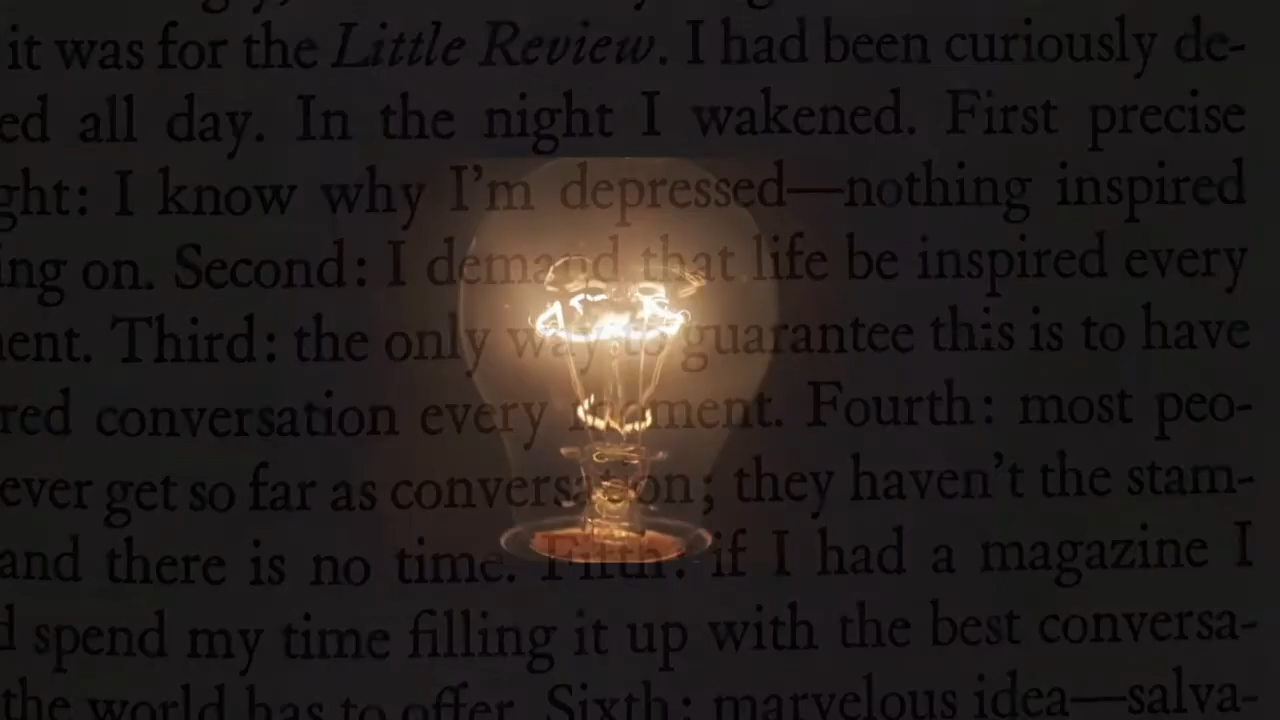 it was for the Little Review. I had been curiously de-
ed all day. In the night I wakened. First precise
ght: I know why I'm depressed—nothing inspired
ing on. Second: I demand that life be inspired every
ent. Third: the only way to guarantee this is to have
red conversation every moment. Fourth: most peo-
ever get so far as conversation; they haven't the stam-
and there is no time. Fifth: if I had a magazine I
d spend my time filling it up with the best conversa-
the world has to offer. Sixth: marvelous idea—salva-